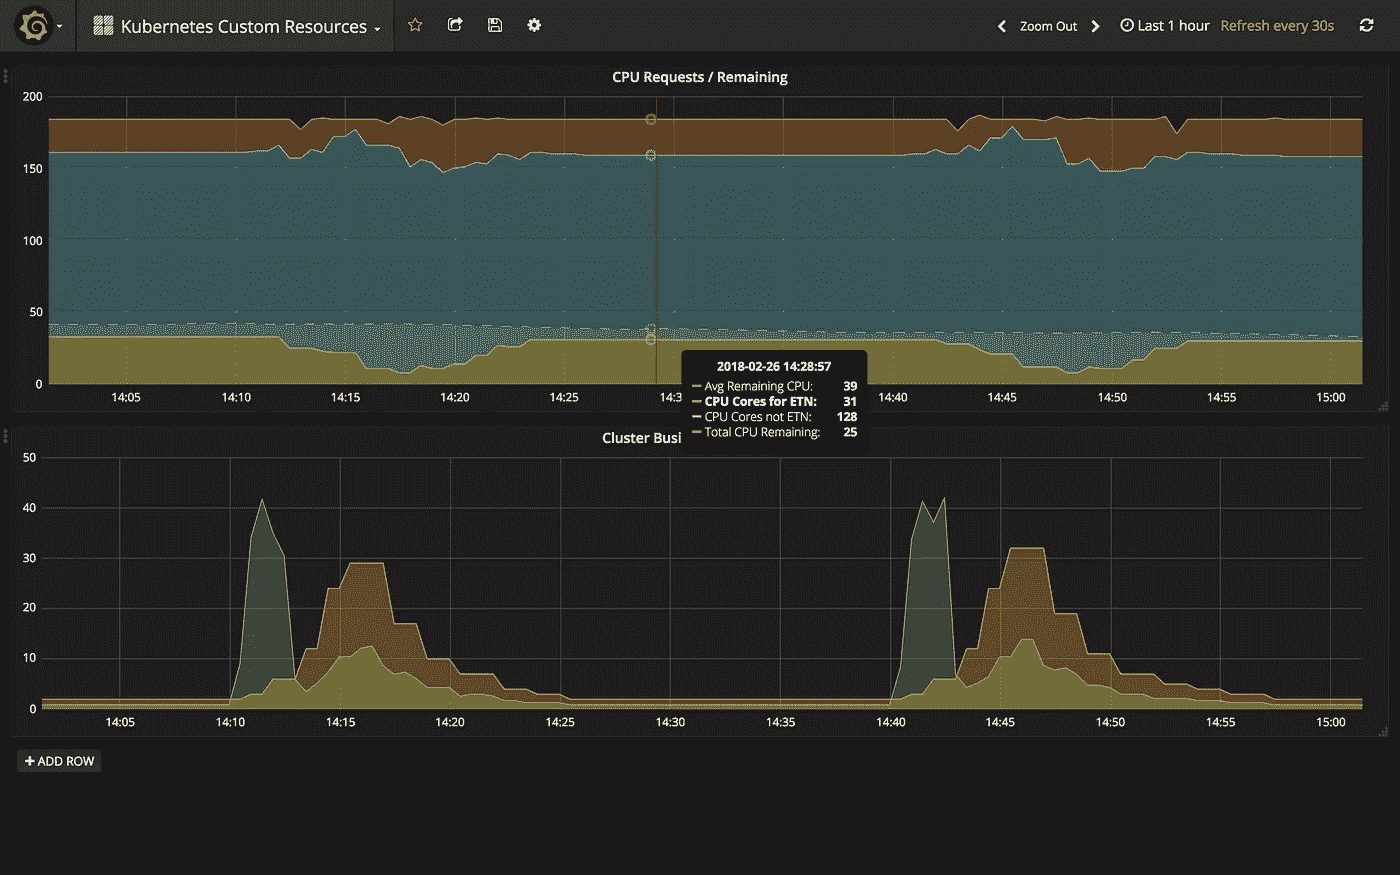 Kubernetes Custom Resources
Zoom Out
Last 1 hour Refresh every 30s
CPU Requests / Remaining
200
150
100
50
0
14:05 14:10 14:15 14:20 14:25 14:3 14:40 14:45 14:50 14:55 15:00
2018-02-26 14:28:57
Avg Remaining CPU: 39
CPU Cores for ETN: 31
CPU Cores not ETN: 128
Total CPU Remaining: 25
Cluster Busi
50
40
30
20
10
0
14:05 14:10 14:15 14:20 14:25 14:30 14:35 14:40 14:45 14:50 14:55 15:00
+ ADD ROW